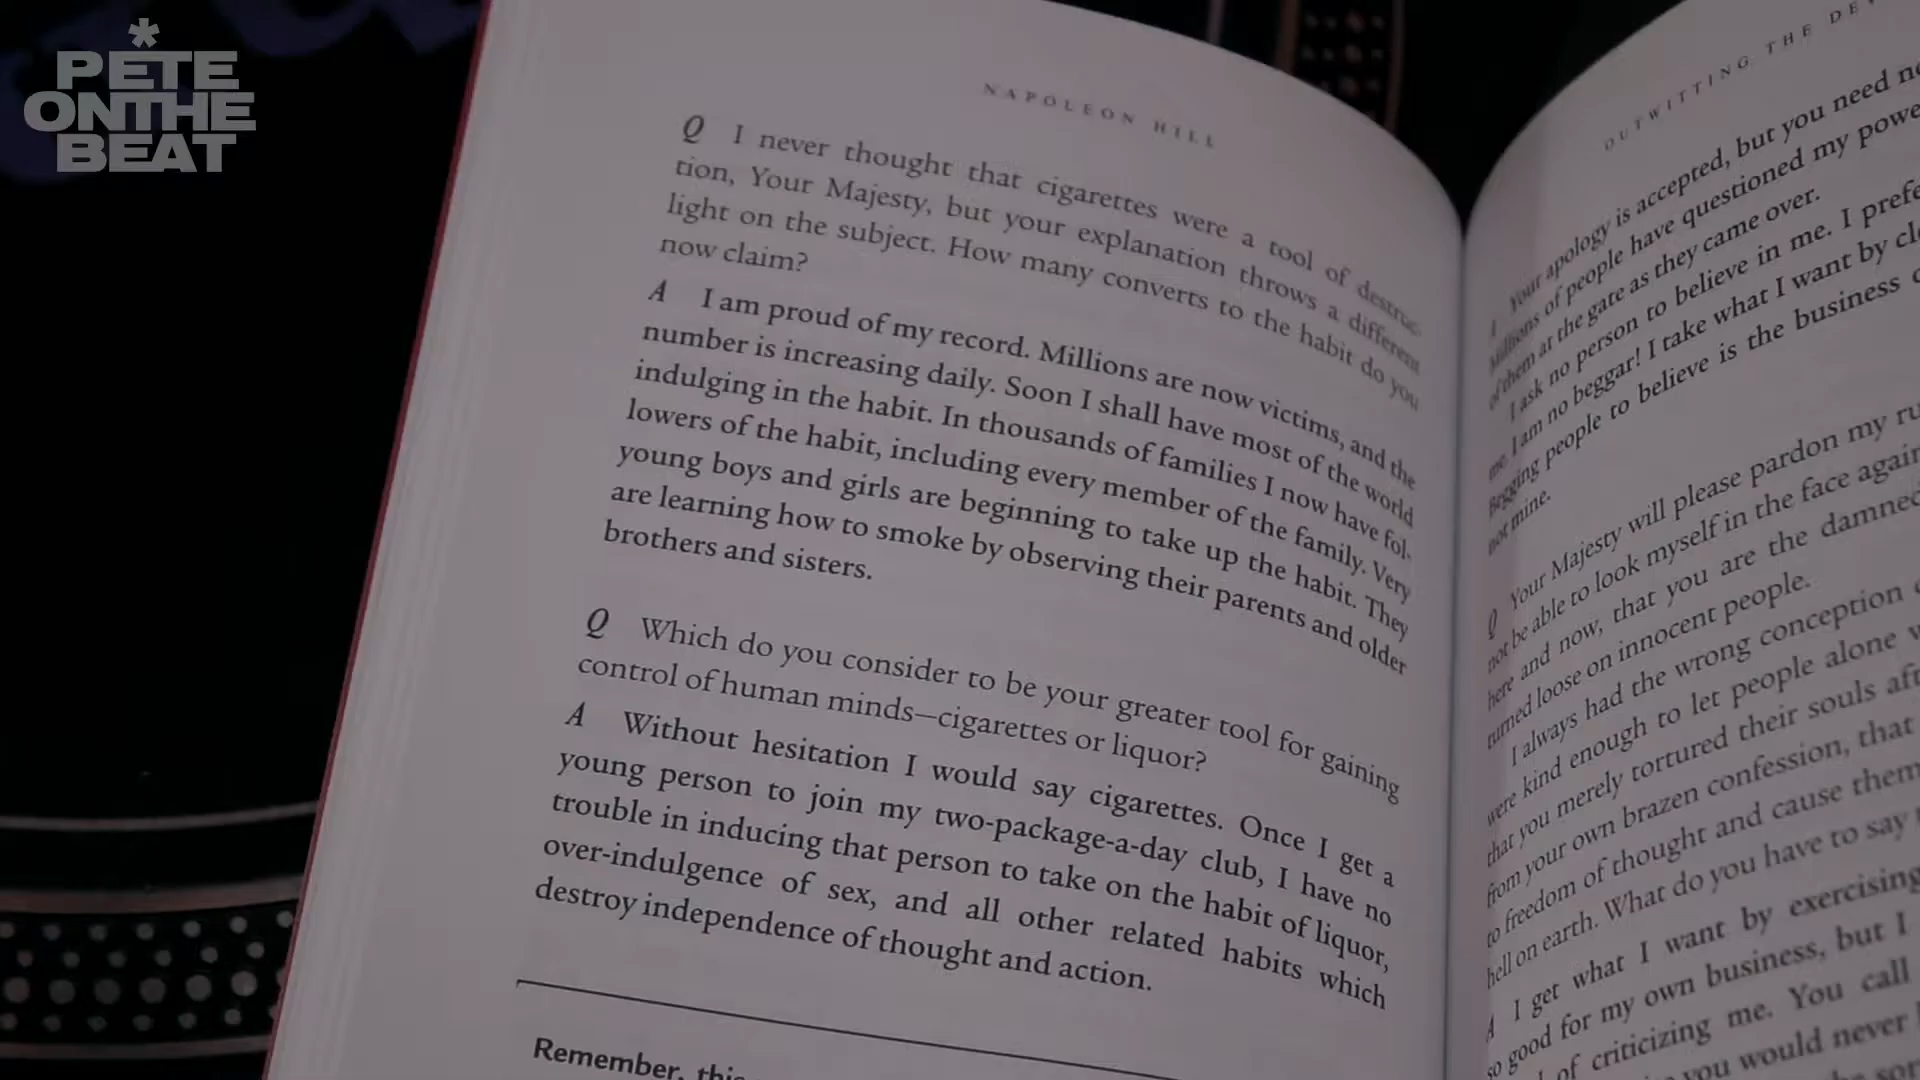 *
PETE
ONTHE
BEAT
NAPOLEON HILL
Q I never thought that cigarettes were a tool of destruc-
tion, Your Majesty, but your explanation throws a different
light on the subject. How many converts to the habit do you
now claim?
A I am proud of my record. Millions are now victims, and the
number is increasing daily. Soon I shall have most of the world
indulging in the habit. In thousands of families I now have fol-
lowers of the habit, including every member of the family. Very
young boys and girls are beginning to take up the habit. They
are learning how to smoke by observing their parents and older
brothers and sisters.
Q Which do you consider to be your greater tool for gaining
control of human minds—cigarettes or liquor?
A Without hesitation I would say cigarettes. Once I get a
young person to join my two-package-a-day club, I have no
trouble in inducing that person to take on the habit of liquor,
over-indulgence of sex, and all other related habits which
destroy independence of thought and action.
Remember, this
OUTWITTING THE DEV
Your apology is accepted, but you need
Millions of people have questioned my powe
of them at the gate as they came over.
I ask no person to believe in me. I prefe
me. I am no beggar! I take what I want by cl
Begging people to believe is the business
not mine.
Q Your Majesty will please pardon my ru
not be able to look myself in the face again
here and now, that you are the damned
turned loose on innocent people.
I always had the wrong conception
were kind enough to let people alone w
that you merely tortured their souls aft
from your own brazen confession, that
to freedom of thought and cause them
hell on earth. What do you have to say
A I get what I want by exercising
so good for my own business, but I
of criticizing me. You call
you would never